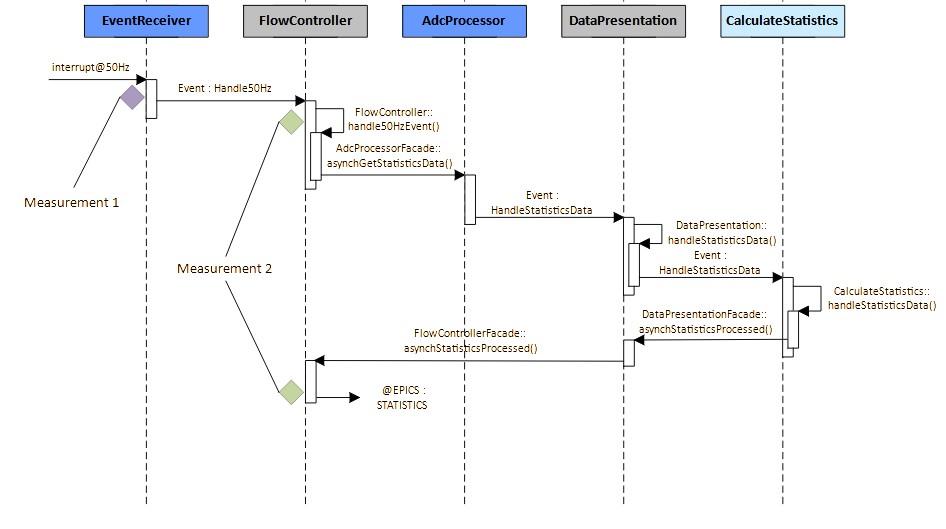 EventReceiver
FlowController
AdcProcessor
DataPresentation
CalculateStatistics
interrupt@50Hz
Event : Handle50Hz
FlowController::
handle50HzEvent()
AdcProcessorFacade::
asynchGetStatisticsData()
Measurement 1
Event :
HandleStatisticsData
DataPresentation::
handleStatisticsData()
Event :
HandleStatisticsData
Measurement 2
CalculateStatistics::
handleStatisticsData()
DataPresentationFacade::
asynchStatisticsProcessed()
FlowControllerFacade:
asynchStatisticsProcessed()
@EPICS :
STATISTICS